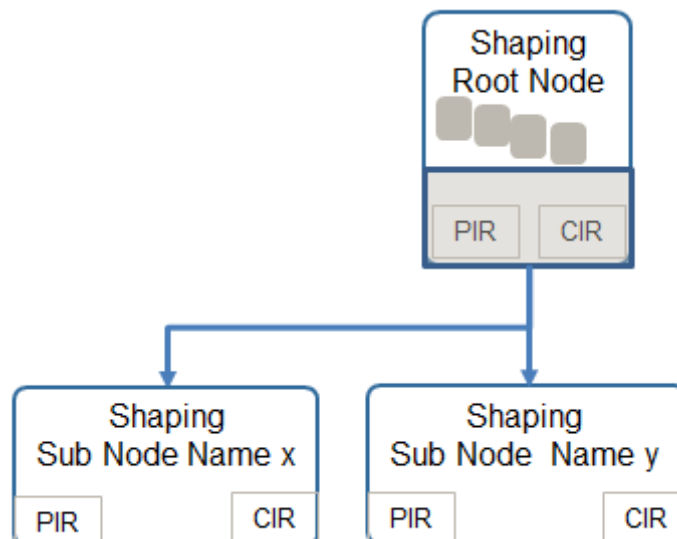 Shaping
Root Node
PIR CIR
Shaping
Sub Node Name x
PIR CIR
Shaping
Sub Node Name y
PIR CIR